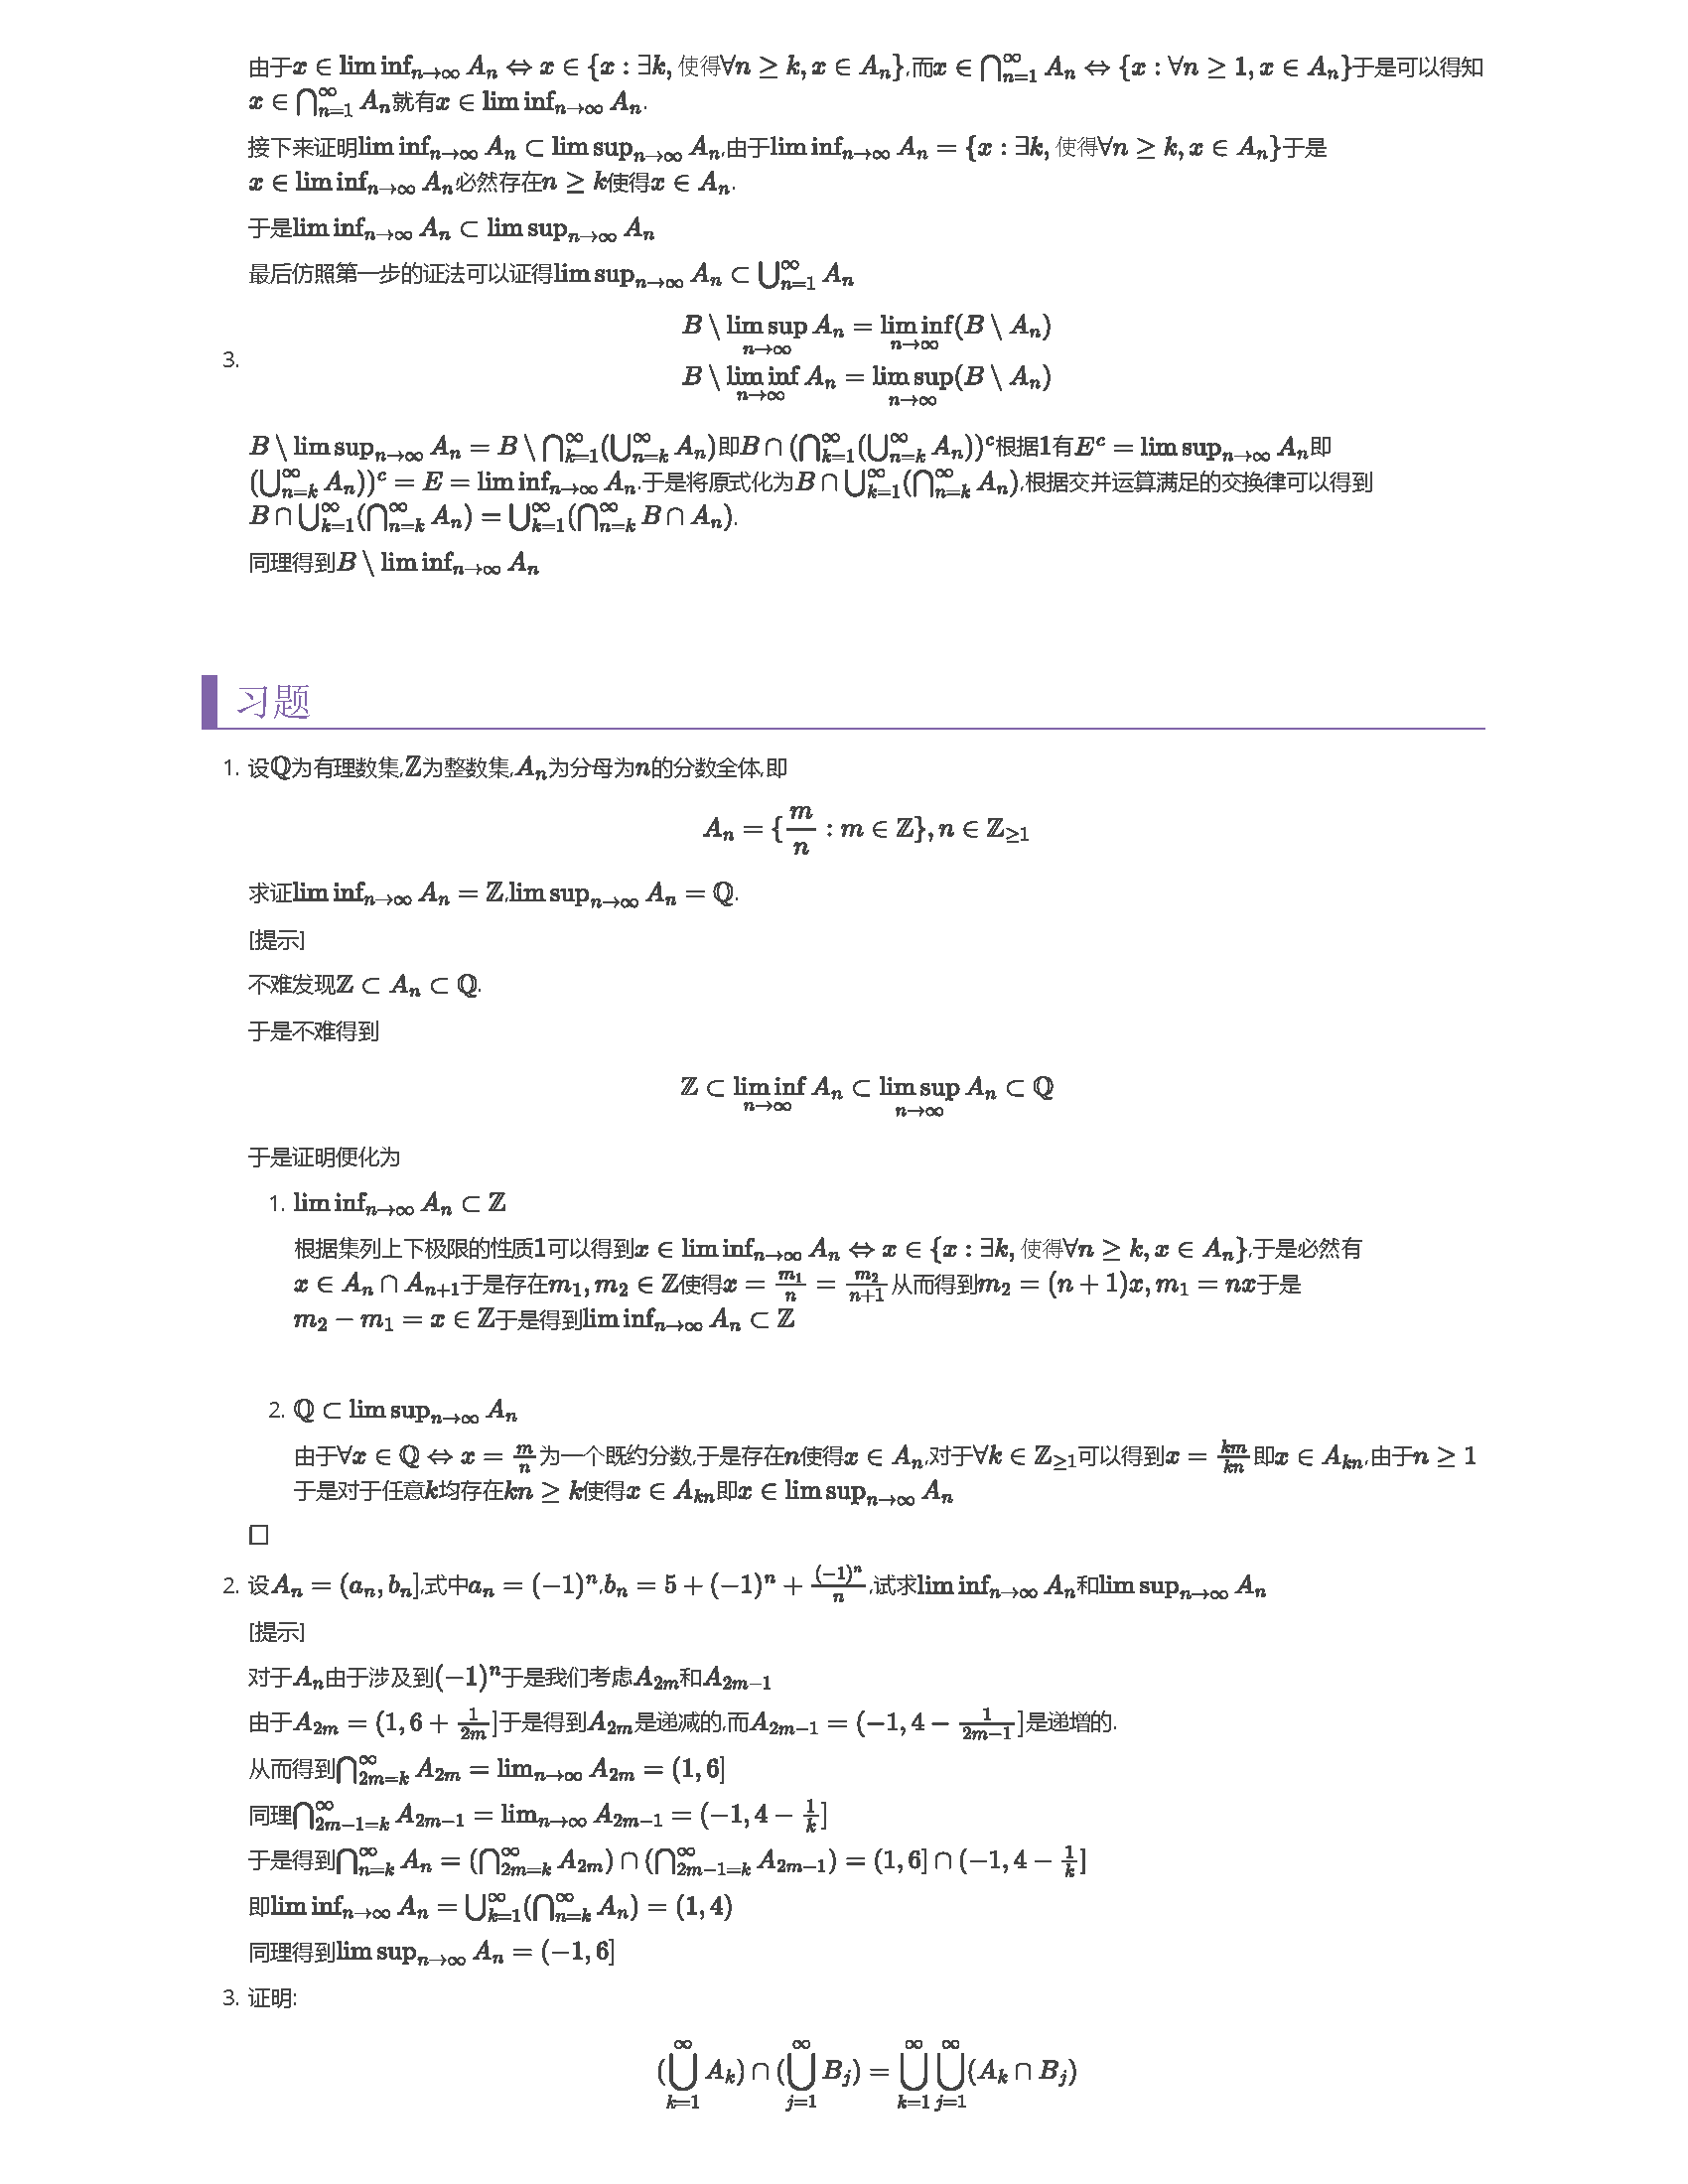 由于$x \in \liminf_{n\to\infty} A_n \Leftrightarrow x \in \{x : \exists k, 使得\forall n \geq k, x \in A_n\}$,而$x \in \bigcap_{n=1}^{\infty} A_n \Leftrightarrow \{x : \forall n \geq 1, x \in A_n\}$于是可以得知
$x \in \bigcap_{n=1}^{\infty} A_n$就有$x \in \liminf_{n\to\infty} A_n$.
接下来证明$\liminf_{n\to\infty} A_n \subset \limsup_{n\to\infty} A_n$,由于$\liminf_{n\to\infty} A_n = \{x : \exists k, 使得\forall n \geq k, x \in A_n\}$于是
$x \in \liminf_{n\to\infty} A_n$必然存在$n \geq k$使得$x \in A_n$.
于是$\liminf_{n\to\infty} A_n \subset \limsup_{n\to\infty} A_n$
最后仿照第一步的证法可以证得$\limsup_{n\to\infty} A_n \subset \bigcup_{n=1}^{\infty} A_n$
3. $B \setminus \limsup_{n\to\infty} A_n = \liminf_{n\to\infty} (B \setminus A_n)$
$B \setminus \liminf_{n\to\infty} A_n = \limsup_{n\to\infty} (B \setminus A_n)$
$B \setminus \limsup_{n\to\infty} A_n = B \setminus \bigcap_{k=1}^{\infty} (\bigcup_{n=k}^{\infty} A_n)$即$B \cap (\bigcap_{k=1}^{\infty} (\bigcup_{n=k}^{\infty} A_n))^c$根据1有$E^c = \limsup_{n\to\infty} A_n$即
$(\bigcup_{n=k}^{\infty} A_n))^c = E = \liminf_{n\to\infty} A_n$.于是将原式化为$B \cap \bigcup_{k=1}^{\infty} (\bigcap_{n=k}^{\infty} A_n)$,根据交并运算满足的交换律可以得到
$B \cap \bigcup_{k=1}^{\infty} (\bigcap_{n=k}^{\infty} A_n) = \bigcup_{k=1}^{\infty} (\bigcap_{n=k}^{\infty} B \cap A_n)$.
同理得到$B \setminus \liminf_{n\to\infty} A_n$
习题
1. 设$\mathbb{Q}$为有理数集,$\mathbb{Z}$为整数集,$A_n$为分母为$n$的分数全体,即
$A_n = \{\frac{m}{n} : m \in \mathbb{Z}\}, n \in \mathbb{Z}_{\geq 1}$
求证$\liminf_{n\to\infty} A_n = \mathbb{Z}$,$\limsup_{n\to\infty} A_n = \mathbb{Q}$.
[提示]
不难发现$\mathbb{Z} \subset A_n \subset \mathbb{Q}$.
于是不难得到
$\mathbb{Z} \subset \liminf_{n\to\infty} A_n \subset \limsup_{n\to\infty} A_n \subset \mathbb{Q}$
于是证明便化为
1. $\liminf_{n\to\infty} A_n \subset \mathbb{Z}$
根据集列上下极限的性质1可以得到$x \in \liminf_{n\to\infty} A_n \Leftrightarrow x \in \{x : \exists k, 使得\forall n \geq k, x \in A_n\}$,于是必然有
$x \in A_n \cap A_{n+1}$于是存在$m_1, m_2 \in \mathbb{Z}$使得$x = \frac{m_1}{n} = \frac{m_2}{n+1}$从而得到$m_2 = (n+1)x, m_1 = nx$于是
$m_2 - m_1 = x \in \mathbb{Z}$于是得到$\liminf_{n\to\infty} A_n \subset \mathbb{Z}$
2. $\mathbb{Q} \subset \limsup_{n\to\infty} A_n$
由于$\forall x \in \mathbb{Q} \Leftrightarrow x = \frac{m}{n}$为一个既约分数,于是存在$n$使得$x \in A_n$,对于$\forall k \in \mathbb{Z}_{\geq 1}$可以得到$x = \frac{km}{kn}$即$x \in A_{kn}$,由于$n \geq 1$
于是对于任意$k$均存在$kn \geq k$使得$x \in A_{kn}$即$x \in \limsup_{n\to\infty} A_n$
□
2. 设$A_n = (a_n, b_n]$,式中$a_n = (-1)^n$,$b_n = 5 + (-1)^n + \frac{(-1)^n}{n}$,试求$\liminf_{n\to\infty} A_n$和$\limsup_{n\to\infty} A_n$
[提示]
对于$A_n$由于涉及到$(-1)^n$于是我们考虑$A_{2m}$和$A_{2m-1}$
由于$A_{2m} = (1, 6 + \frac{1}{2m}]$于是得到$A_{2m}$是递减的,而$A_{2m-1} = (-1, 4 - \frac{1}{2m-1}]$是递增的.
从而得到$\bigcap_{2m=k}^{\infty} A_{2m} = \lim_{n\to\infty} A_{2m} = (1, 6]$
同理$\bigcap_{2m-1=k}^{\infty} A_{2m-1} = \lim_{n\to\infty} A_{2m-1} = (-1, 4 - \frac{1}{k}]$
于是得到$\bigcap_{n=k}^{\infty} A_n = (\bigcap_{2m=k}^{\infty} A_{2m}) \cap (\bigcap_{2m-1=k}^{\infty} A_{2m-1}) = (1, 6] \cap (-1, 4 - \frac{1}{k}]$
即$\liminf_{n\to\infty} A_n = \bigcup_{k=1}^{\infty} (\bigcap_{n=k}^{\infty} A_n) = (1, 4)$
同理得到$\limsup_{n\to\infty} A_n = (-1, 6]$
3. 证明:
$(\bigcup_{k=1}^{\infty} A_k) \cap (\bigcup_{j=1}^{\infty} B_j) = \bigcup_{k=1}^{\infty} \bigcup_{j=1}^{\infty} (A_k \cap B_j)$